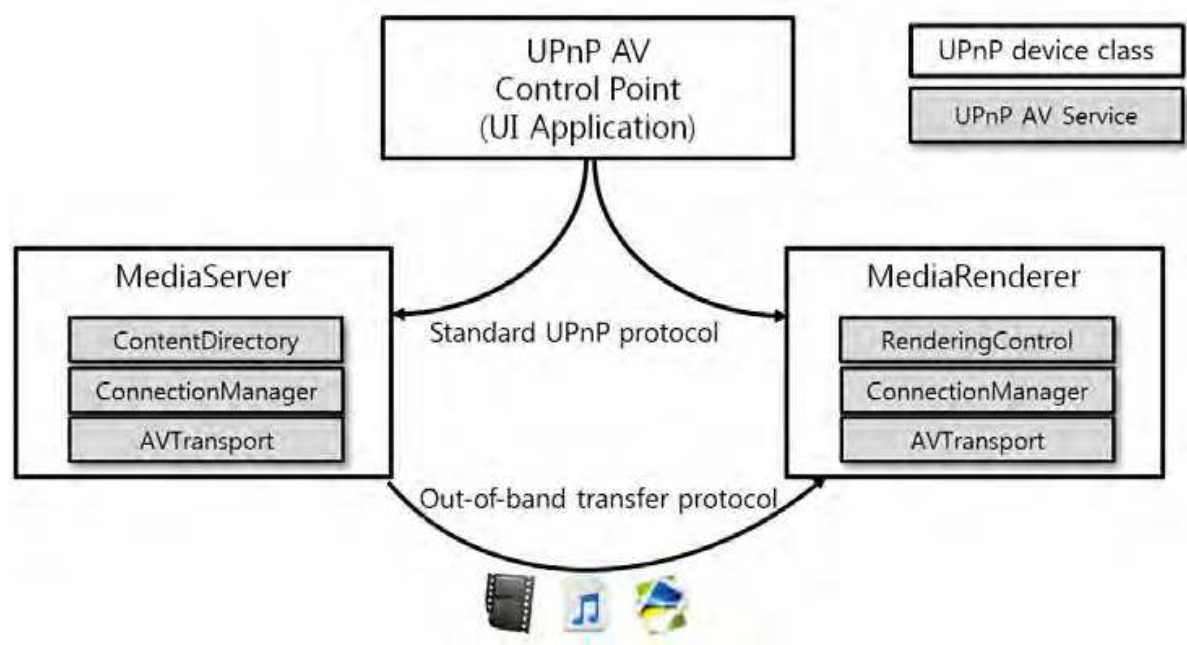 UPnP AV
Control Point
(UI Application)
UPnP device class
UPnP AV Service
MediaServer
ContentDirectory
ConnectionManager
AVTransport
Standard UPnP protocol
MediaRenderer
RenderingControl
ConnectionManager
AVTransport
Out-of-band transfer protocol